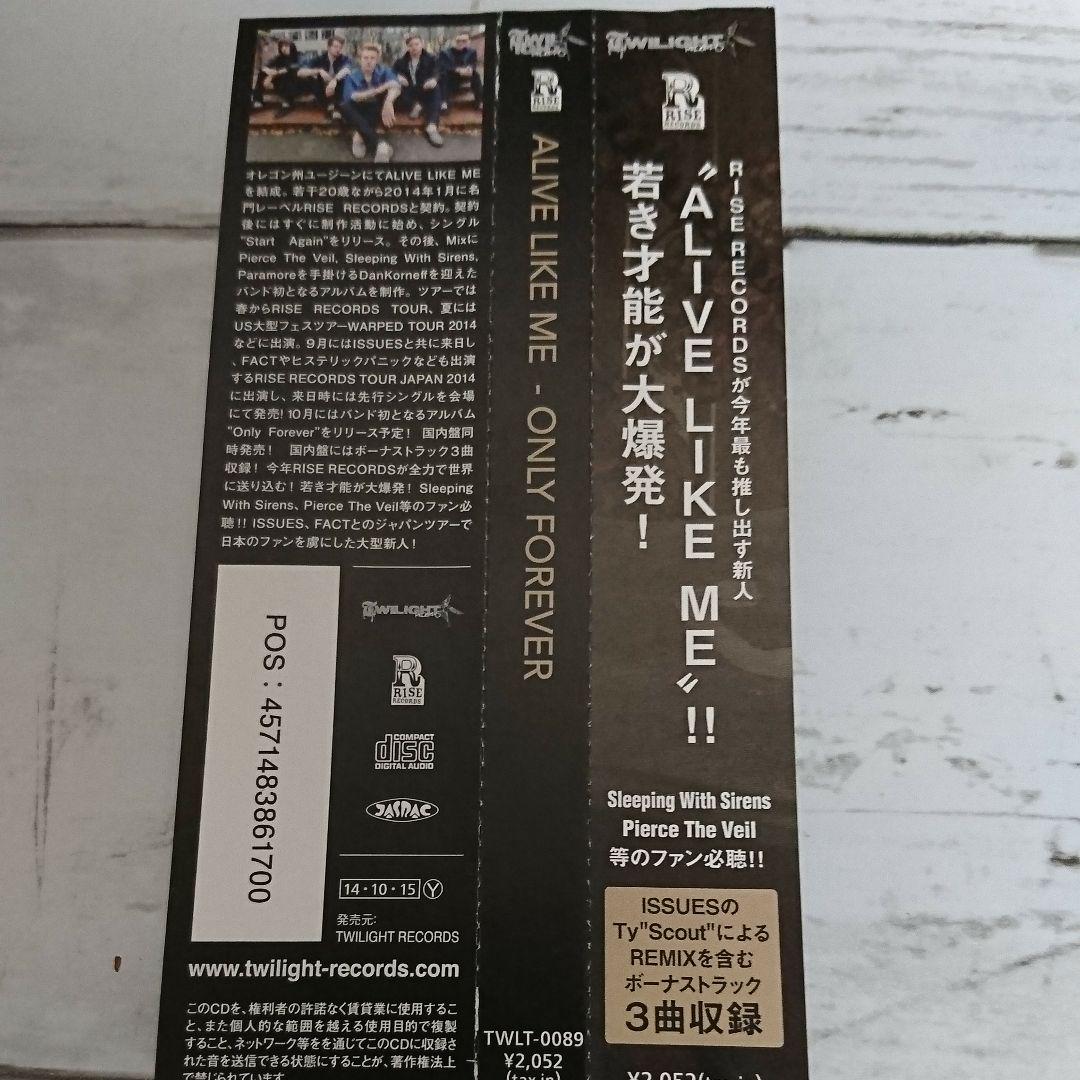 オレゴン州ユージーンにてALIVE LIKE ME
を結成。若干20歳ながら2014年1月に名
門レーベルRISE RECORDSと契約。契約
後にはすぐに制作活動に始め、シングル
"Start Again"をリリース。その後、Mixに
Pierce The Veil, Sleeping With Sirens,
Paramoreを手掛けるDanKorneffを迎えた
バンド初となるアルバムを制作。ツアーでは
春からRISE RECORDS TOUR、夏には
US大型フェスツアーWARPED TOUR 2014
などに出演。9月にはISSUESと共に来日し
、FACTやヒステリックパニックなども出演
するRISE RECORDS TOUR JAPAN 2014
に出演し、来日時には先行シングルを会場
にて発売!10月にはバンド初となるアルバム
"Only Forever"をリリース予定! 国内盤同
時発売! 国内盤にはボーナストラック3曲
収録! 今年RISE RECORDSが全力で世界
に送り込む! 若き才能が大爆発! Sleeping
With Sirens, Pierce The Veil等のファン必
聴!! ISSUES、FACTとのジャパンツアーで
日本のファンを虜にした大型新人!
POS:4571483861700
TWILIGHT
RISE
RECORDS
COMPACT
disc
DIGITAL AUDIO
JASRAC
14・10・15 Y
発売元:
TWILIGHT RECORDS
www.twilight-records.com
このCDを、権利者の許諾なく賃貸業に使用するこ
と、また個人的な範囲を越える使用目的で複製
すること、ネットワーク等をを通じてこのCDに収録さ
れた音を送信できる状態にすることが、著作権法上
で禁じられています。
TWILIGHT
RISE
RECORDS
ALIVE LIKE ME - ONLY FOREVER
TWLT-0089
¥2,052
(tax in)
TWILIGHT
RISE
RECORDS
RISE RECORDSが今年最も推し出す新人
"ALIVE LIKE ME"!!
若き才能が大爆発!
Sleeping With Sirens
Pierce The Veil
等のファン必聴!!
ISSUESの
Ty"Scout"による
REMIXを含む
ボーナストラック
3曲収録
¥2,052(tax in)